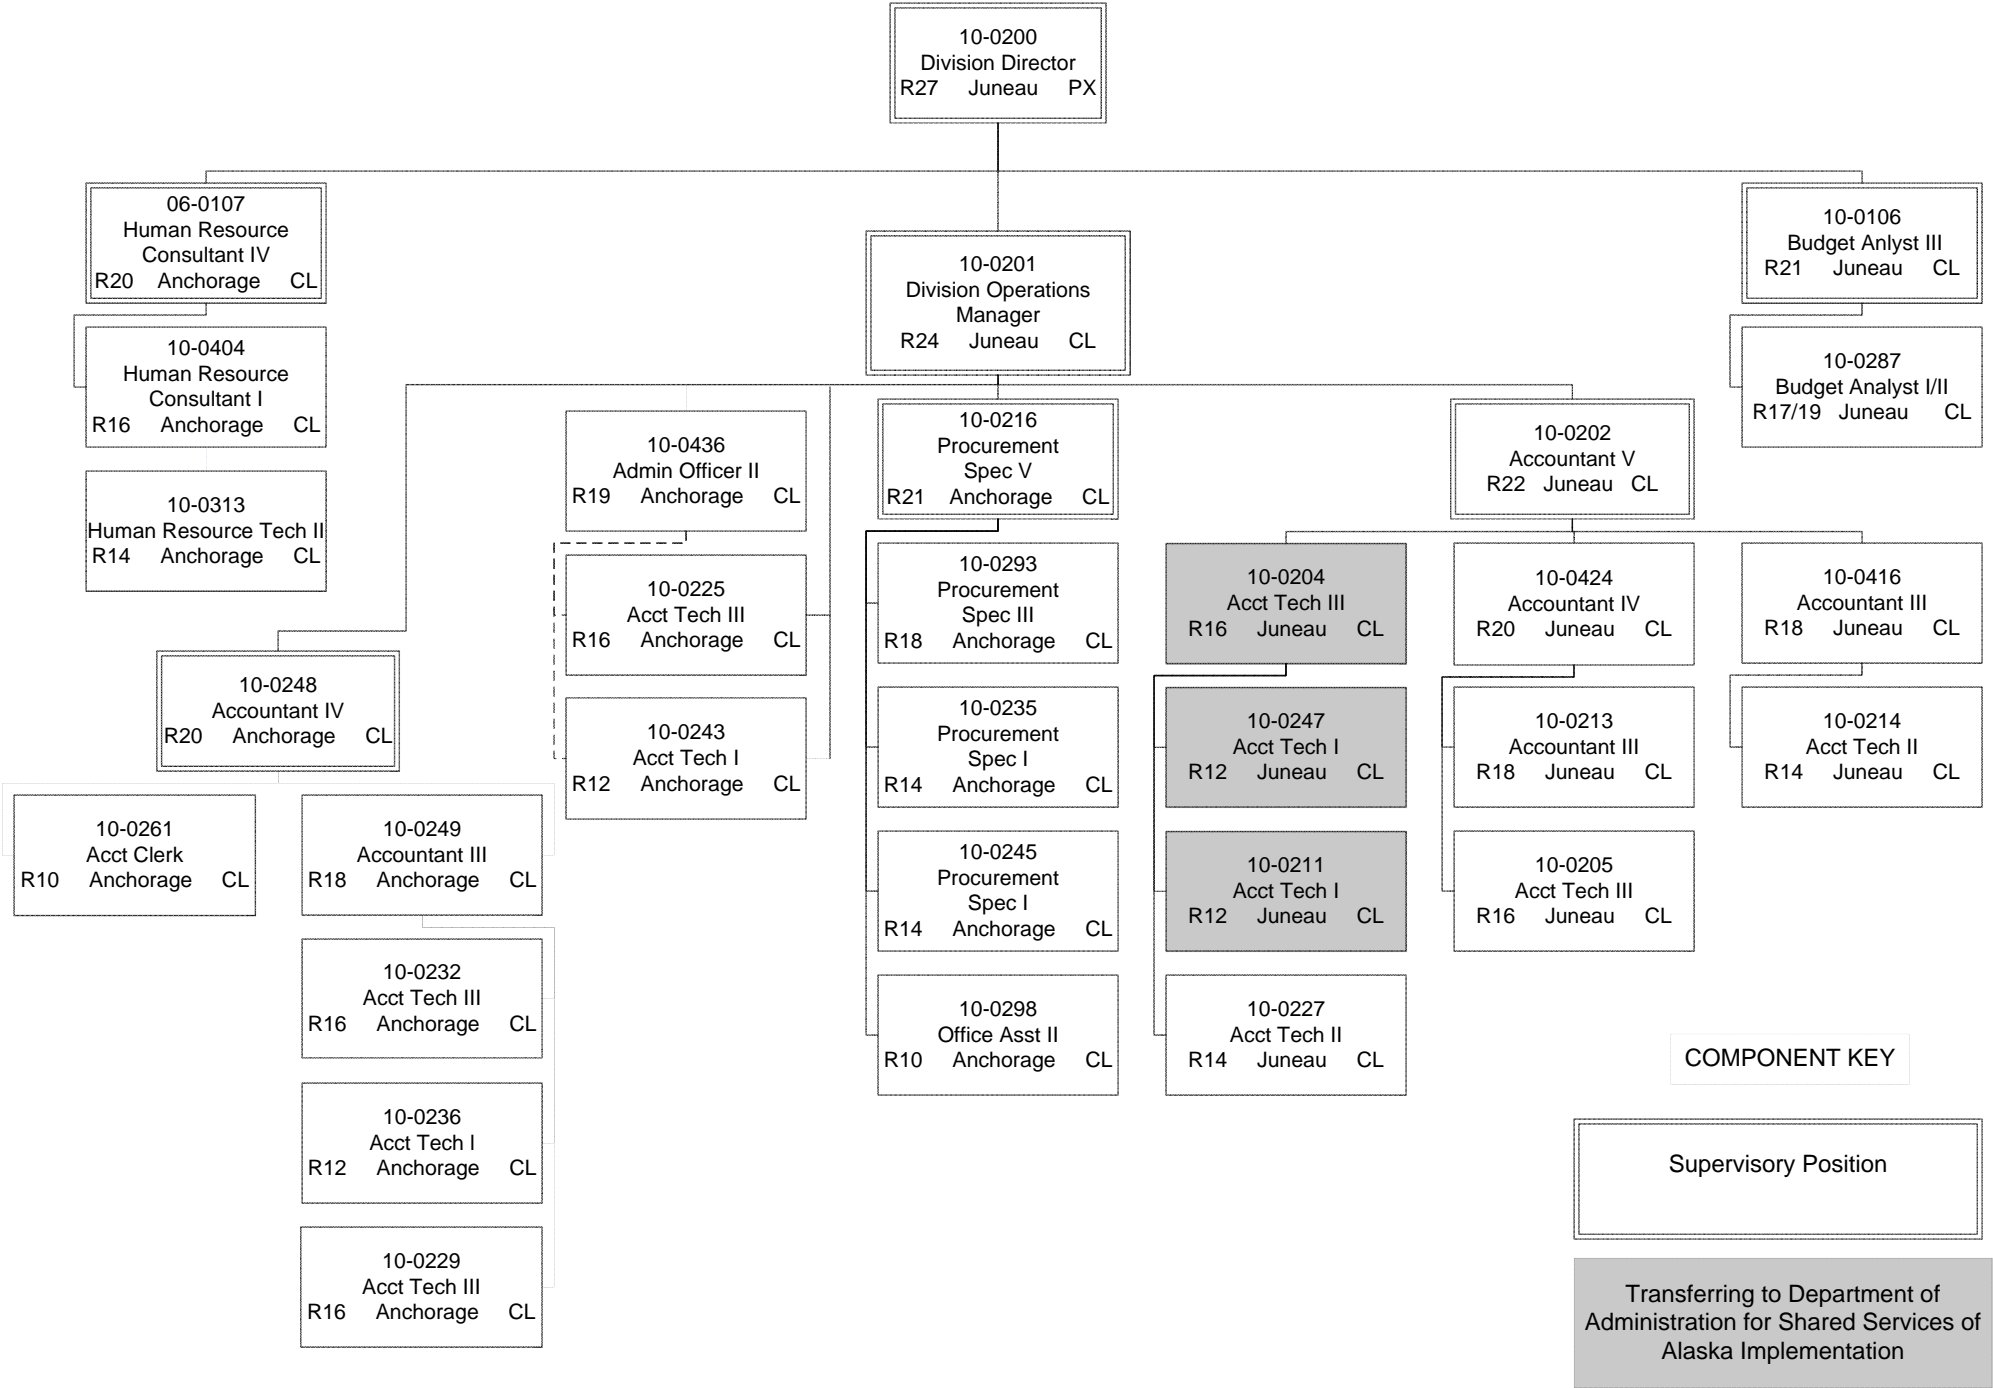 10-0200
Division Director
R27 Juneau PX
06-0107
Human Resource
Consultant IV
R20 Anchorage CL
10-0404
Human Resource
Consultant I
R16 Anchorage CL
10-0313
Human Resource Tech II
R14 Anchorage CL
10-0201
Division Operations
Manager
R24 Juneau CL
10-0106
Budget Anlyst III
R21 Juneau CL
10-0287
Budget Analyst I/II
R17/19 Juneau CL
10-0248
Accountant IV
R20 Anchorage CL
10-0261
Acct Clerk
R10 Anchorage CL
10-0249
Accountant III
R18 Anchorage CL
10-0232
Acct Tech III
R16 Anchorage CL
10-0236
Acct Tech I
R12 Anchorage CL
10-0229
Acct Tech III
R16 Anchorage CL
10-0436
Admin Officer II
R19 Anchorage CL
10-0225
Acct Tech III
R16 Anchorage CL
10-0243
Acct Tech I
R12 Anchorage CL
10-0216
Procurement
Spec V
R21 Anchorage CL
10-0293
Procurement
Spec III
R18 Anchorage CL
10-0235
Procurement
Spec I
R14 Anchorage CL
10-0245
Procurement
Spec I
R14 Anchorage CL
10-0298
Office Asst II
R10 Anchorage CL
10-0202
Accountant V
R22 Juneau CL
10-0204
Acct Tech III
R16 Juneau CL
10-0247
Acct Tech I
R12 Juneau CL
10-0211
Acct Tech I
R12 Juneau CL
10-0227
Acct Tech II
R14 Juneau CL
10-0424
Accountant IV
R20 Juneau CL
10-0213
Accountant III
R18 Juneau CL
10-0205
Acct Tech III
R16 Juneau CL
10-0416
Accountant III
R18 Juneau CL
10-0214
Acct Tech II
R14 Juneau CL
COMPONENT KEY
Supervisory Position
Transferring to Department of
Administration for Shared Services of
Alaska Implementation